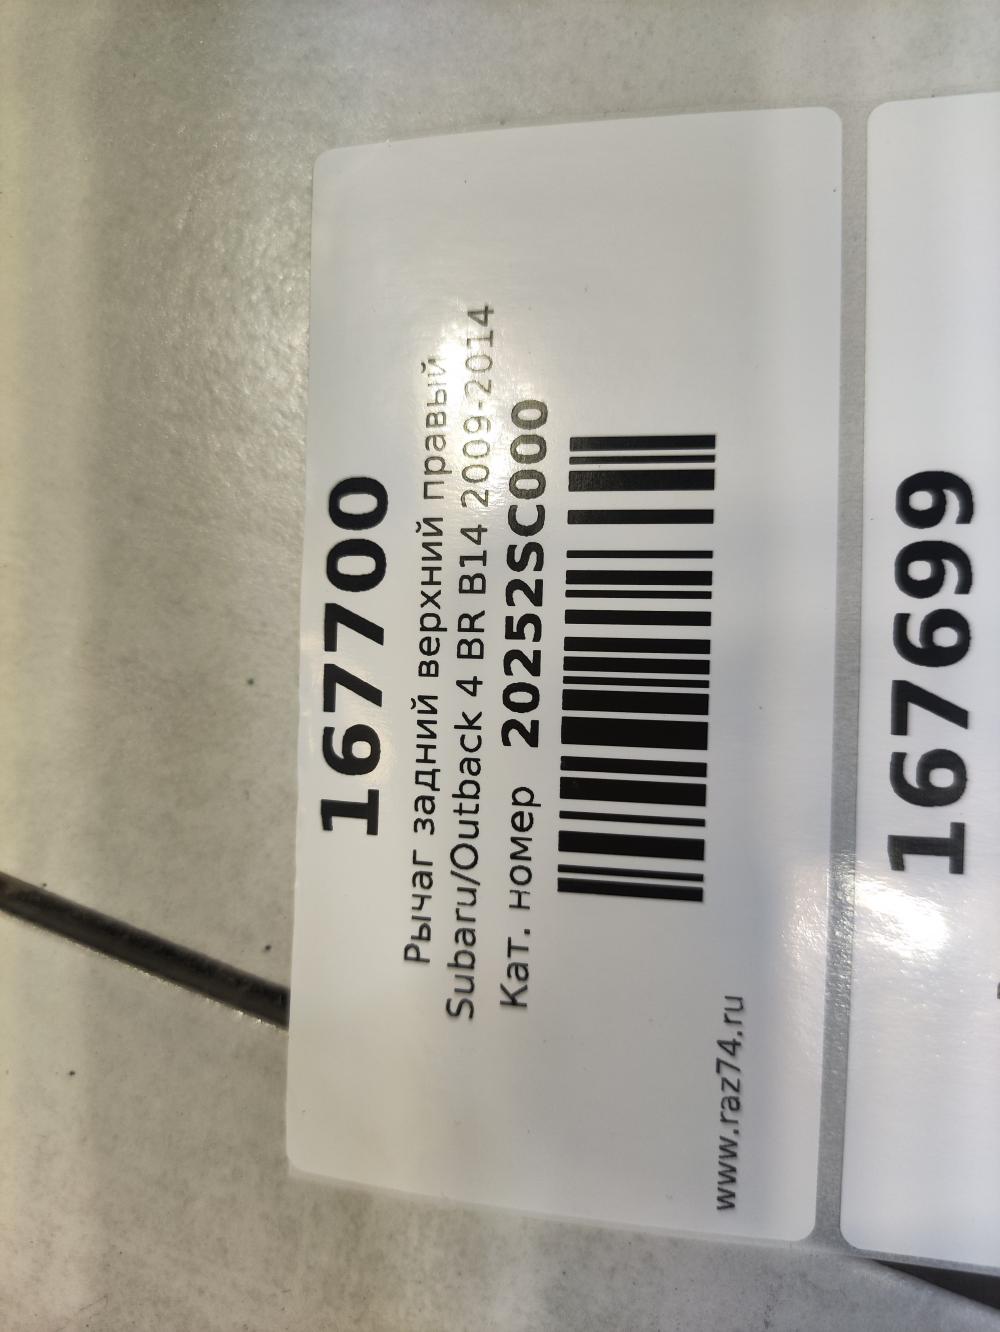 167700
Рычаг задний верхний правый
Subaru/Outback 4 BR B14 2009-2014
Кат. номер 20252SC000
www.raz74.ru
167699